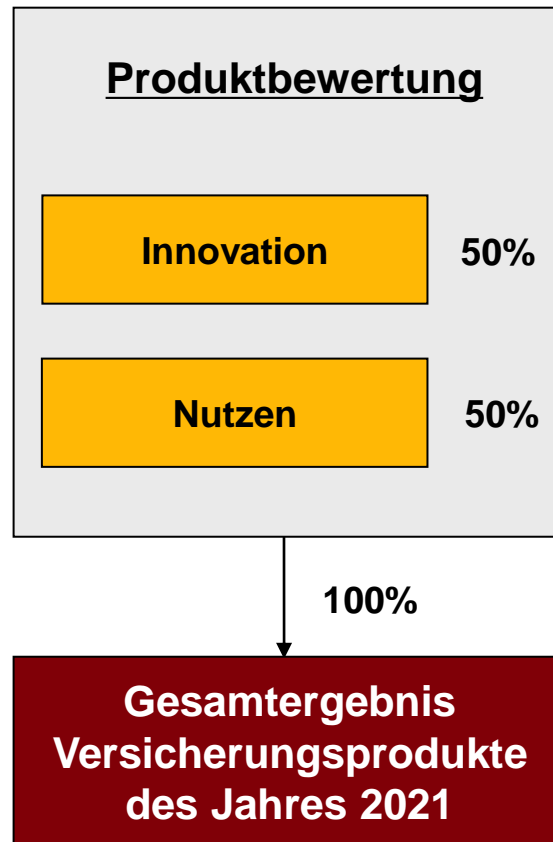 Produktbewertung
Innovation 50%
Nutzen 50%
100%
Gesamtergebnis
Versicherungsprodukte
des Jahres 2021